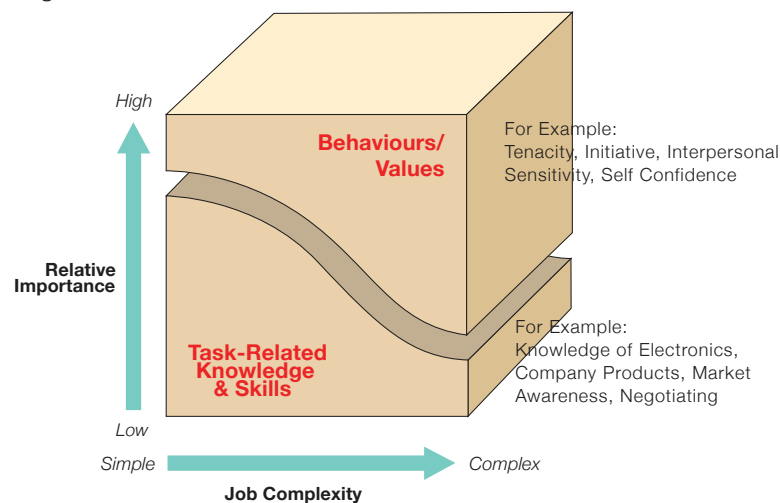 High
Behaviours/
Values
For Example:
Tenacity, Initiative, Interpersonal
Sensitivity, Self Confidence
Relative
Importance
Task-Related
Knowledge
& Skills
For Example:
Knowledge of Electronics,
Company Products, Market
Awareness, Negotiating
Low
Simple
Complex
Job Complexity